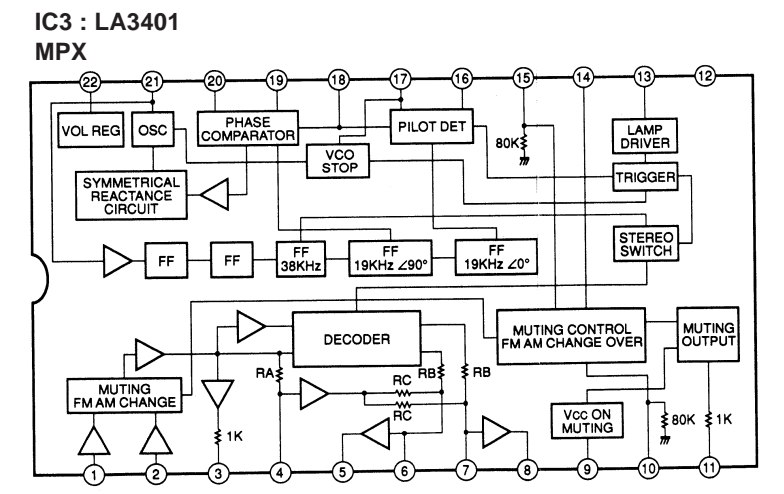 IC3 : LA3401
MPX
22 21 20 19 18 17 16 15 14 13 12
VOL REG
OSC
PHASE
COMPARATOR
PILOT DET
80K
LAMP
DRIVER
VCO
STOP
TRIGGER
SYMMETRICAL
REACTANCE
CIRCUIT
STEREO
SWITCH
FF
FF
FF
38KHz
FF
19KHz ∠90°
FF
19KHz ∠0°
DECODER
MUTING CONTROL
FM AM CHANGE OVER
MUTING
OUTPUT
MUTING
FM AM CHANGE
RA
RB
RB
RC
RC
1K
Vcc ON
MUTING
80K
1K
1 2 3 4 5 6 7 8 9 10 11